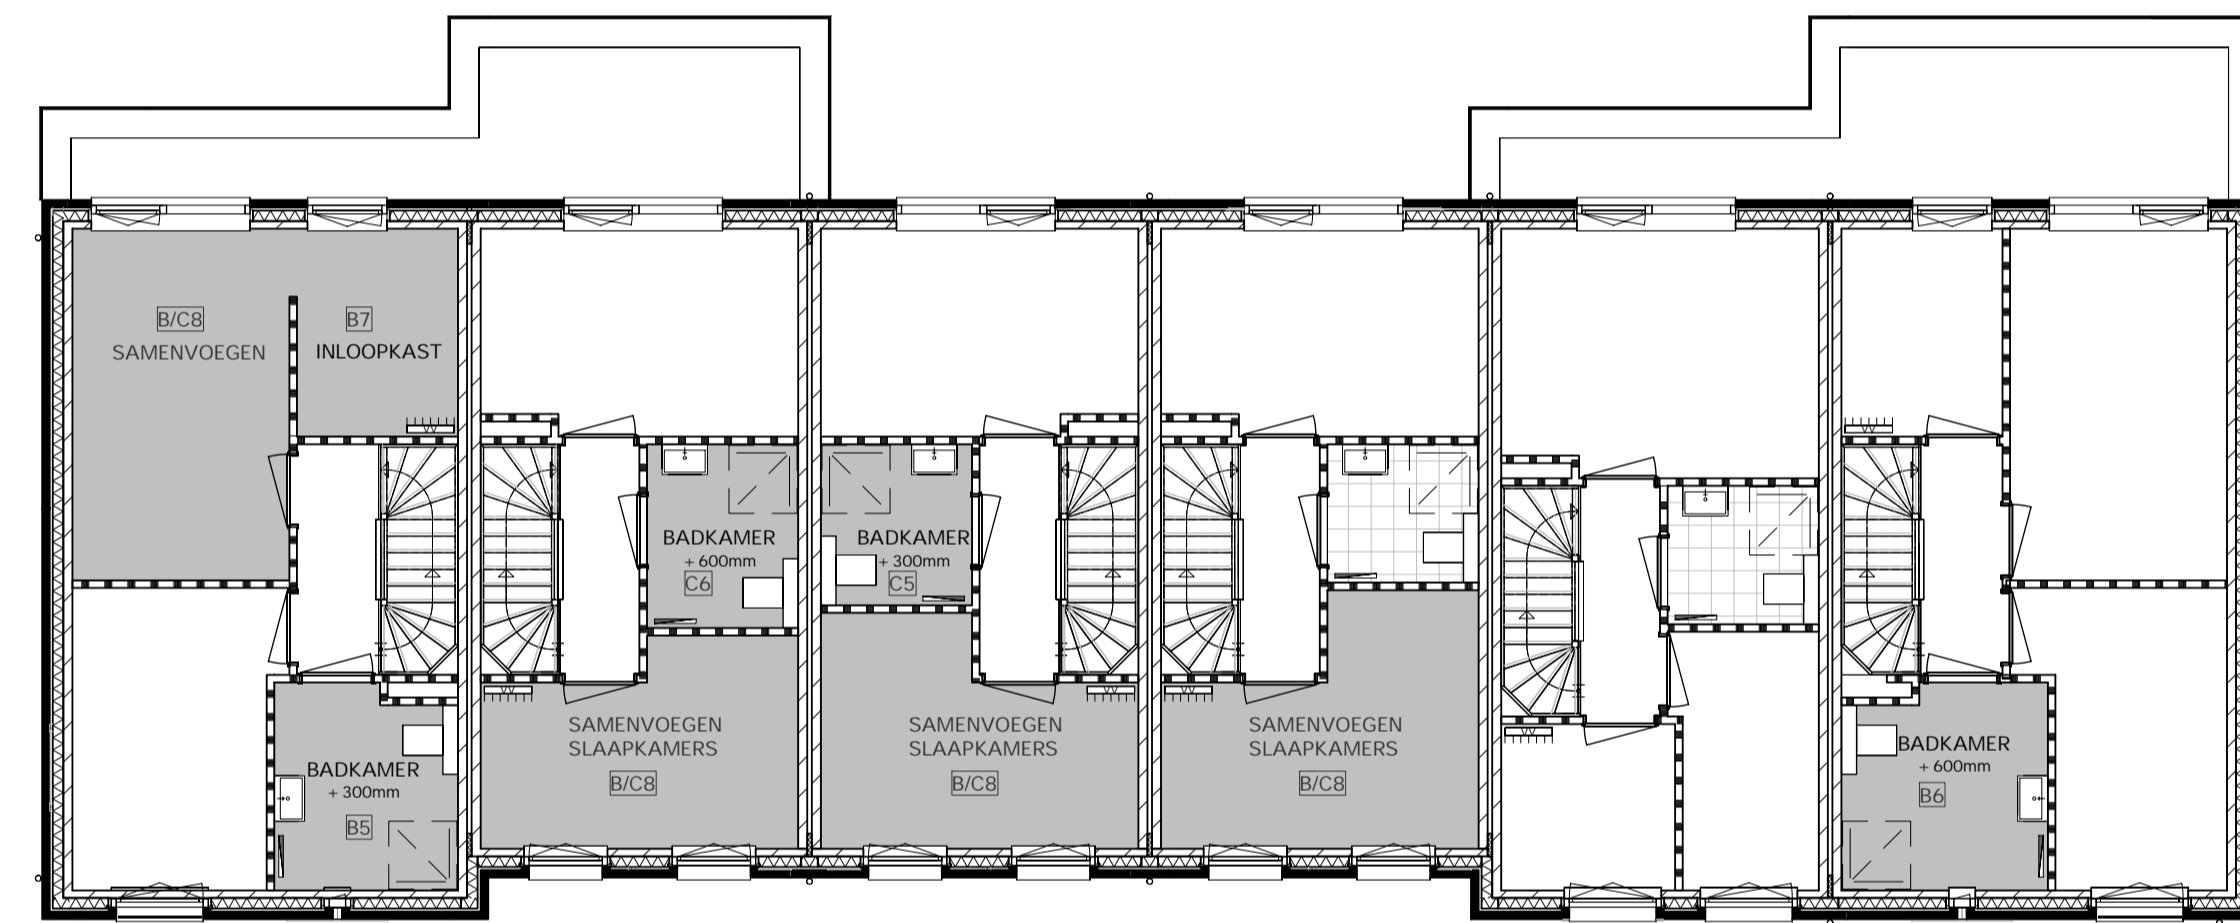 B/C8
SAMENVOEGEN
B7
INLOOPKAST
BADKAMER
+ 600mm
C6
BADKAMER
+ 300mm
C5
SAMENVOEGEN
SLAAPKAMERS
B/C8
SAMENVOEGEN
SLAAPKAMERS
B/C8
SAMENVOEGEN
SLAAPKAMERS
B/C8
BADKAMER
+ 300mm
B5
BADKAMER
+ 600mm
B6